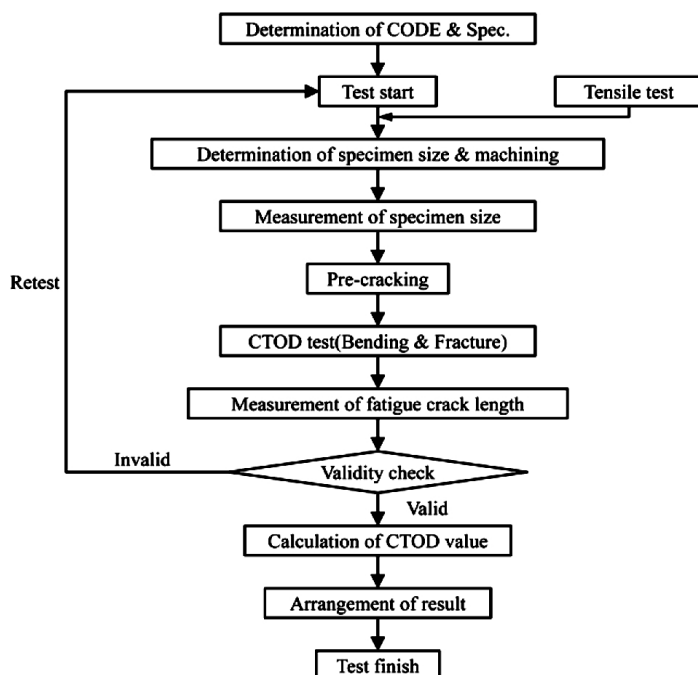 Determination of CODE & Spec.
Test start
Tensile test
Determination of specimen size & machining
Measurement of specimen size
Pre-cracking
Retest
CTOD test(Bending & Fracture)
Measurement of fatigue crack length
Invalid
Validity check
Valid
Calculation of CTOD value
Arrangement of result
Test finish